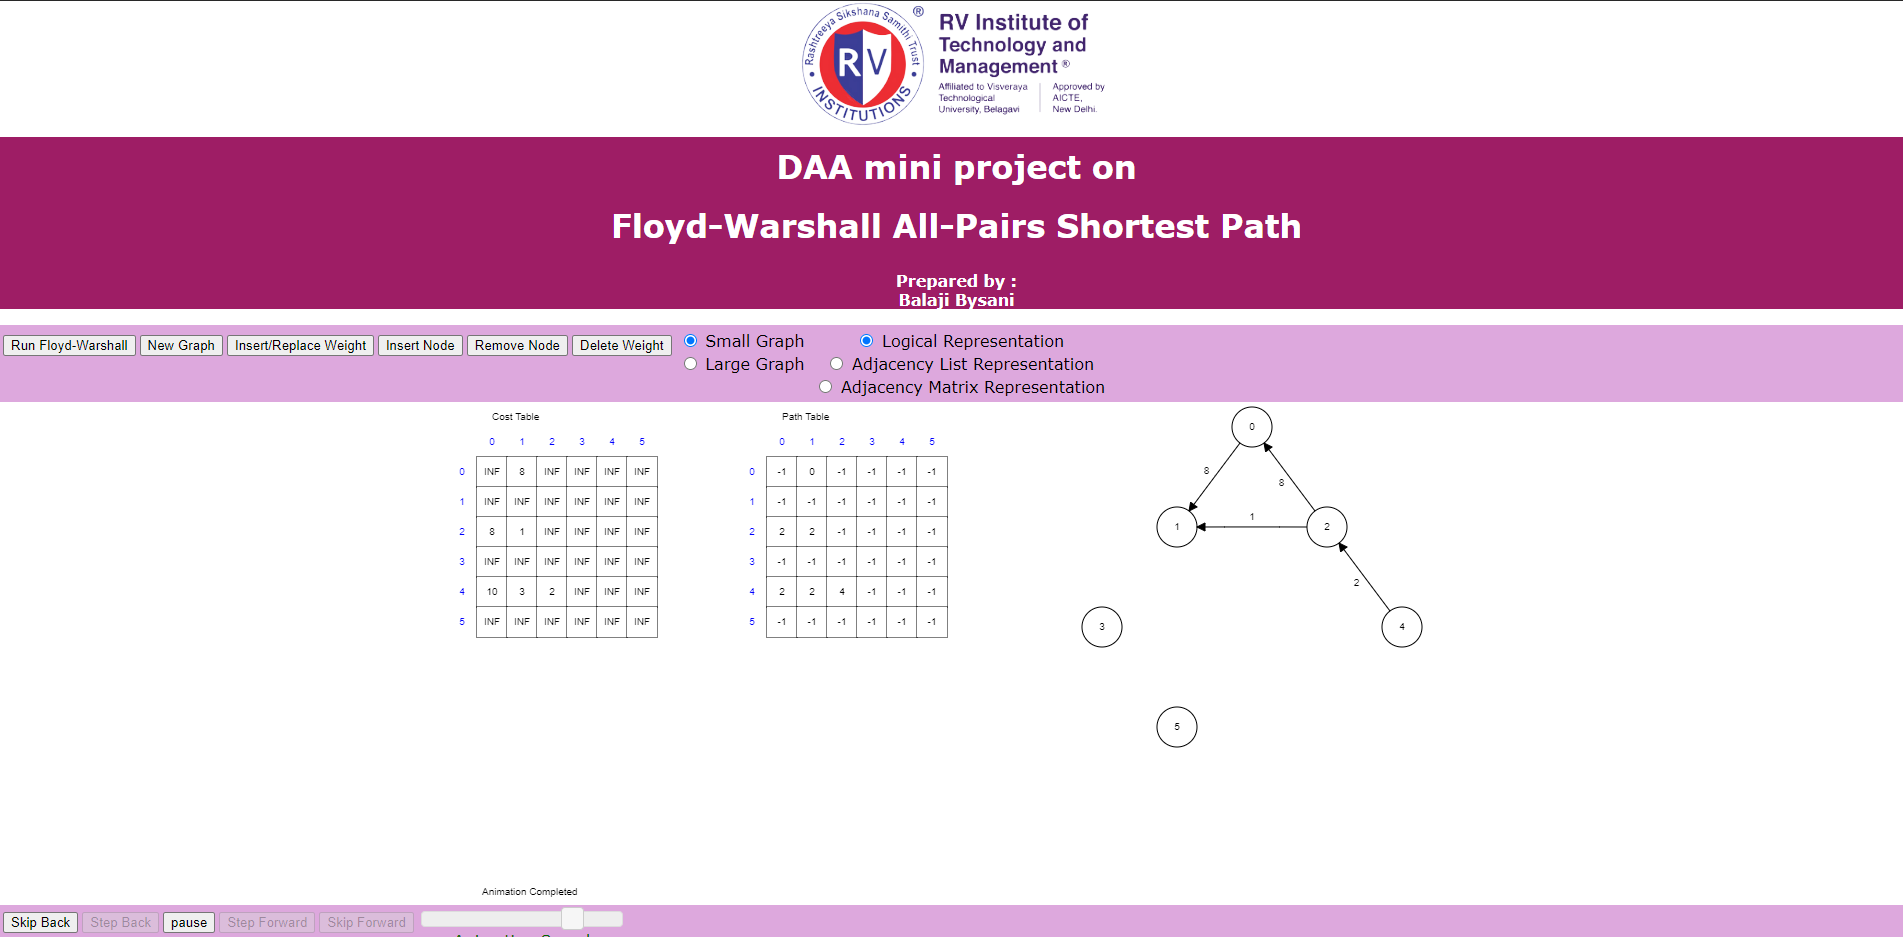 Rashtreeya Sikshana Samithi Trust
®
RV
INSTITUTIONS
RV Institute of
Technology and
Management ®
Affiliated to Visveraya
Technological
University, Belagavi
Approved by
AICTE,
New Delhi.
DAA mini project on
Floyd-Warshall All-Pairs Shortest Path
Prepared by :
Balaji Bysani
Run Floyd-Warshall New Graph Insert/Replace Weight Insert Node Remove Node Delete Weight
Small Graph
Large Graph
Logical Representation
Adjacency List Representation
Adjacency Matrix Representation
Cost Table
0 1 2 3 4 5
0 INF 8 INF INF INF INF
1 INF INF INF INF INF INF
2 8 1 INF INF INF INF
3 INF INF INF INF INF INF
4 10 3 2 INF INF INF
5 INF INF INF INF INF INF
Path Table
0 1 2 3 4 5
0 -1 0 -1 -1 -1 -1
1 -1 -1 -1 -1 -1 -1
2 2 2 -1 -1 -1 -1
3 -1 -1 -1 -1 -1 -1
4 2 2 4 -1 -1 -1
5 -1 -1 -1 -1 -1 -1
0
8
8
1
1
2
2
3
4
5
Animation Completed
Skip Back Step Back pause Step Forward Skip Forward